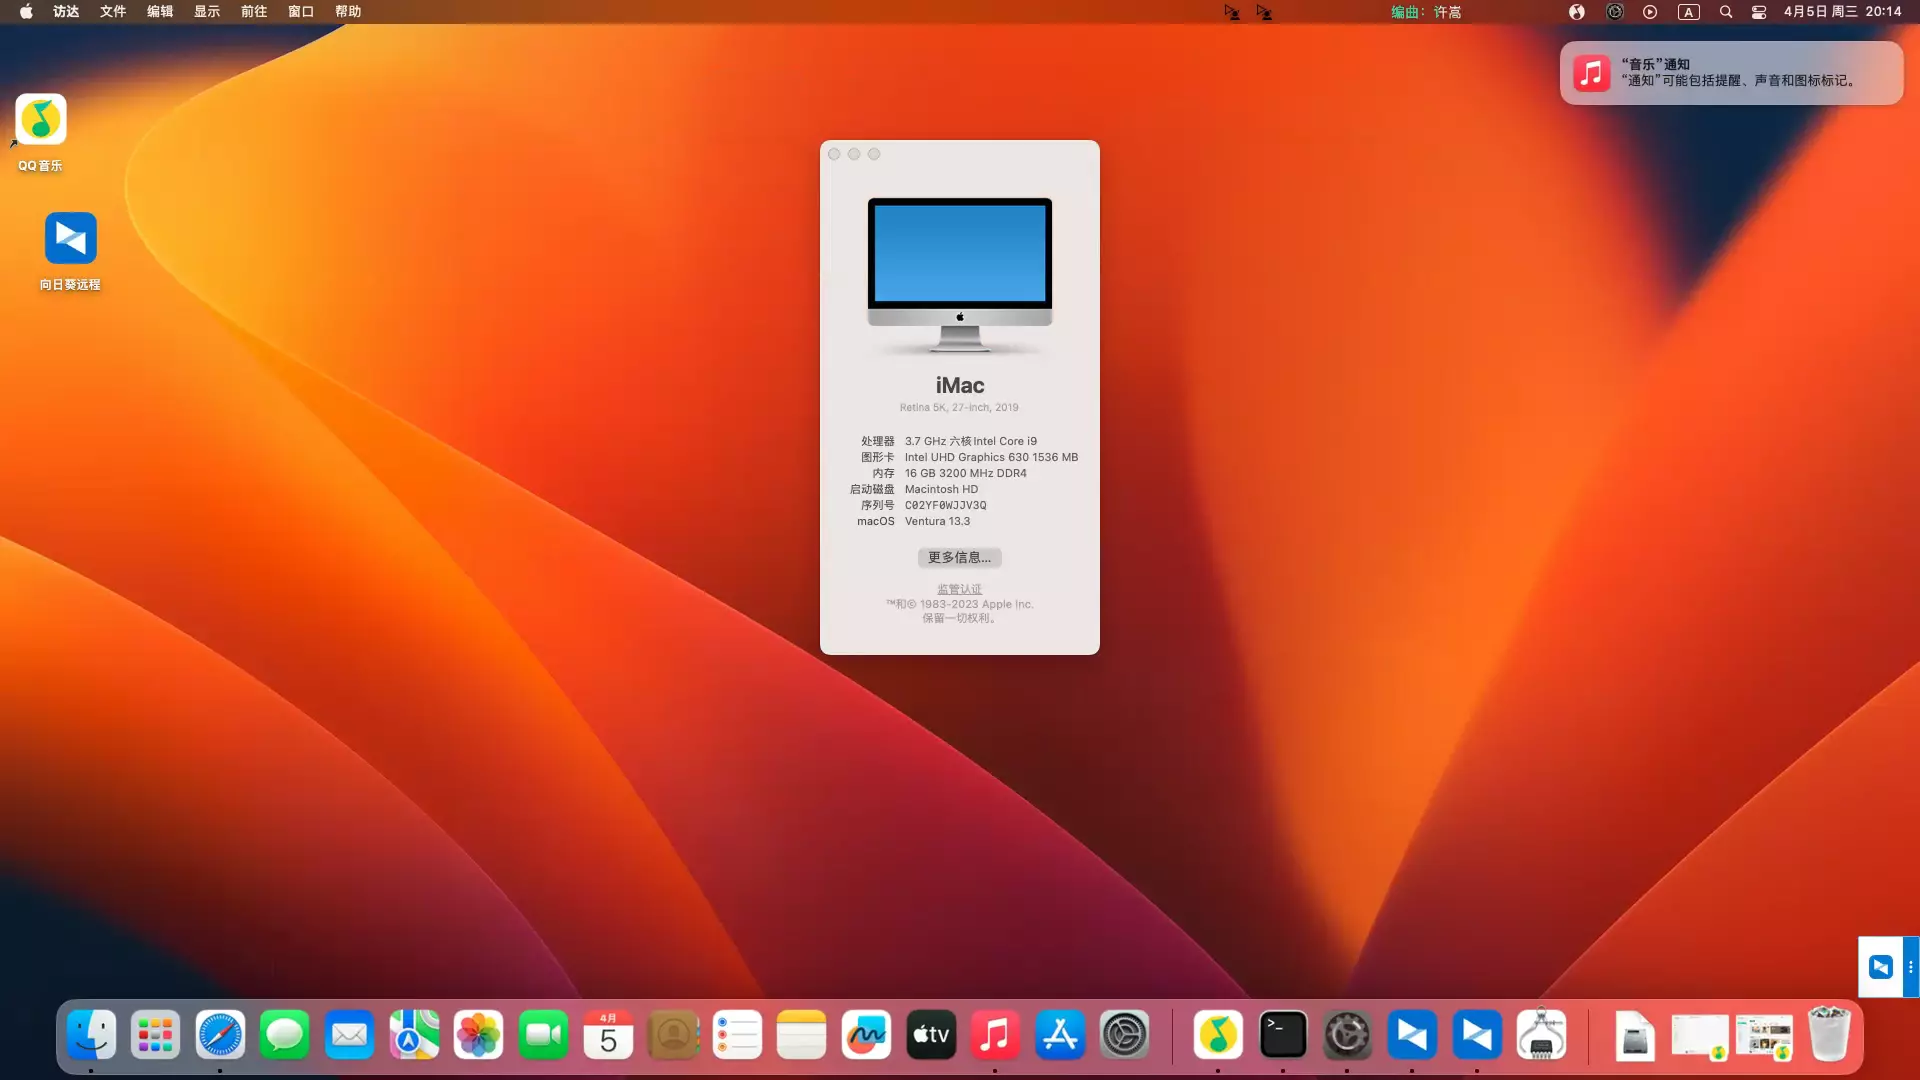 访达 文件 编辑 显示 前往 窗口 帮助
编曲：许嵩
A
4月5日 周三 20:14
“音乐”通知
“通知”可能包括提醒、声音和图标标记。
QQ音乐
向日葵远程
iMac
Retina 5K, 27-inch, 2019
处理器 3.7 GHz 六核Intel Core i9
图形卡 Intel UHD Graphics 630 1536 MB
内存 16 GB 3200 MHz DDR4
启动磁盘 Macintosh HD
序列号 C02YF0WJJV3Q
macOS Ventura 13.3
更多信息...
监管认证
™和© 1983-2023 Apple Inc.
保留一切权利。
4月
5
tv
>_